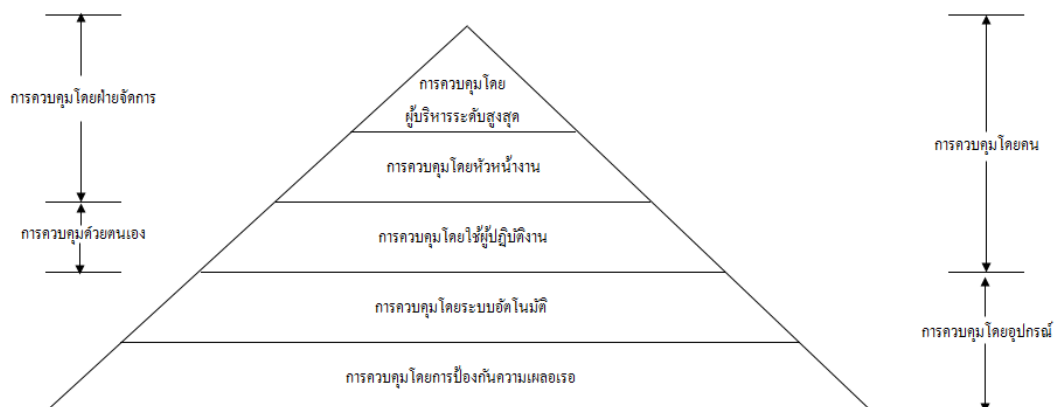 การควบคุมโดย
ผู้บริหารระดับสูงสุด
การควบคุมโดยฝ่ายจัดการ
การควบคุมโดยคน
การควบคุมโดยหัวหน้างาน
การควบคุมด้วยตนเอง
การควบคุมโดยใช้ผู้ปฏิบัติงาน
การควบคุมโดยระบบอัตโนมัติ
การควบคุมโดยอุปกรณ์
การควบคุมโดยการป้องกันความเผลอเรอ